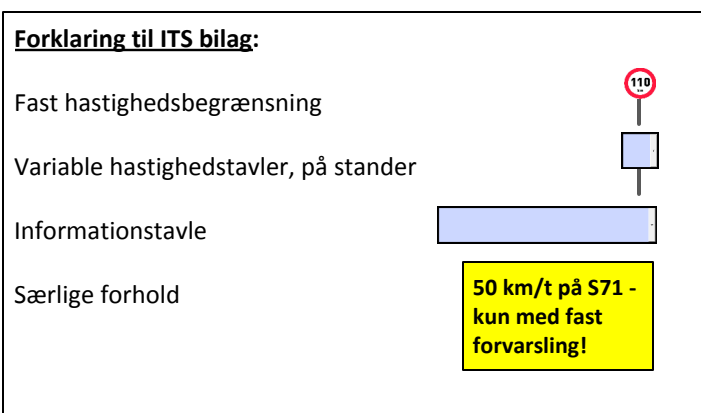 Forklaring til ITS bilag:
Fast hastighedsbegrænsning
110
km
Variable hastighedstavler, på stander
Informationstavle
Særlige forhold
50 km/t på S71 -
kun med fast
forvarsling!